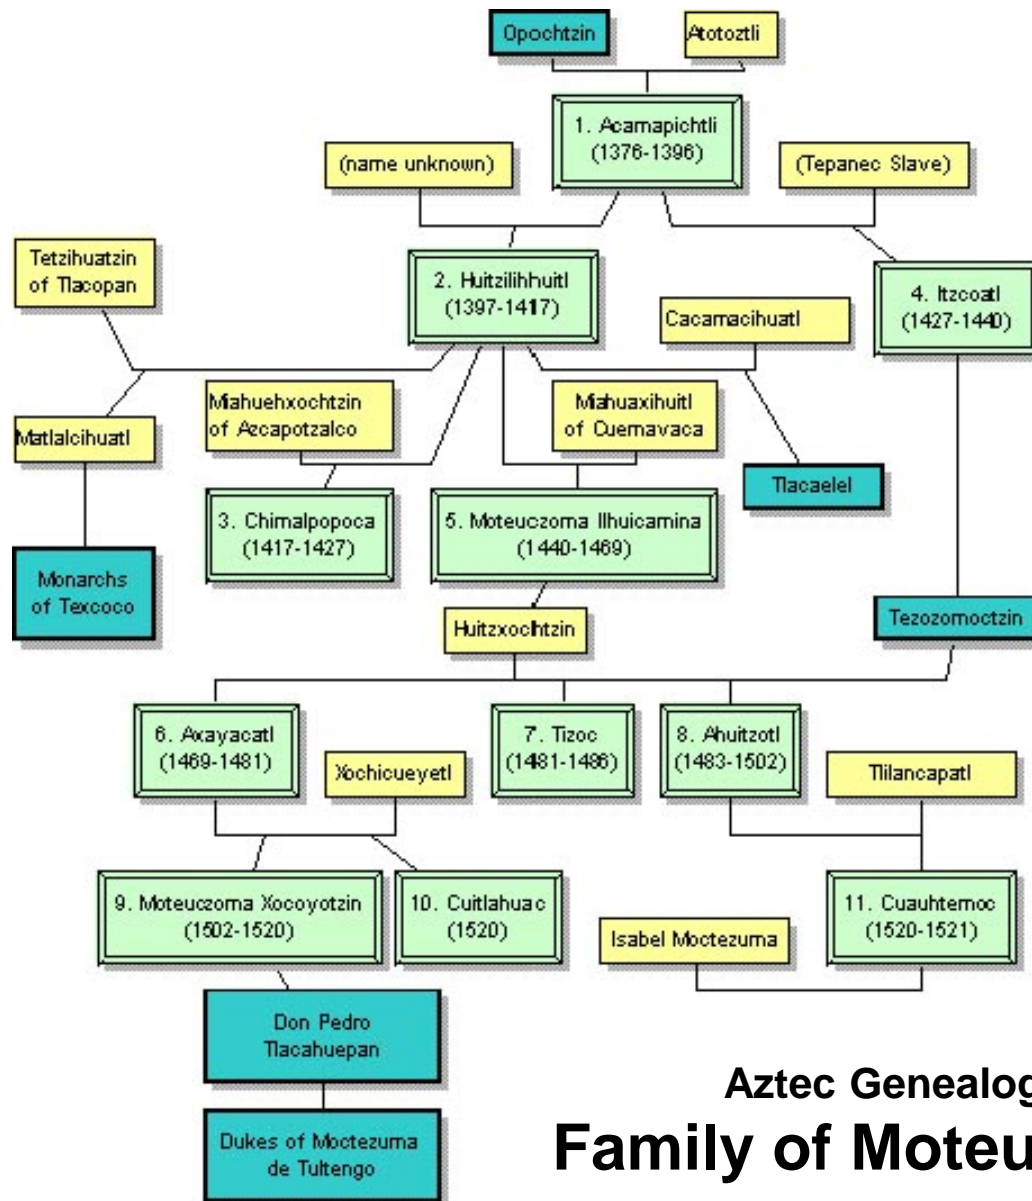 Opochtzin
Atotoztli
1. Acamapichtli
(1376-1396)
(name unknown)
(Tepanec Slave)
Tetzihuatzin
of Tlacopan
2. Huitzilihhuitl
(1397-1417)
4. Itzcoatl
(1427-1440)
Cacamacihuatl
Matlalcihuatl
Miahuehxochtzin
of Azcapotzalco
Miahuaxihuitl
of Cuernavaca
Tlacaelel
3. Chimalpopoca
(1417-1427)
5. Moteuczoma Ilhuicamina
(1440-1469)
Monarchs
of Texcoco
Huitzxochtzin
Tezozomoctzin
6. Axayacatl
(1469-1481)
Xochicueyetl
7. Tizoc
(1481-1486)
8. Ahuitzotl
(1483-1502)
Tlilancapatl
9. Moteuczoma Xocoyotzin
(1502-1520)
10. Cuitlahuac
(1520)
11. Cuauhtemoc
(1520-1521)
Isabel Moctezuma
Don Pedro
Tlacahuepan
Dukes of Moctezuma
de Tultengo
Aztec Genealog
Family of Moteu